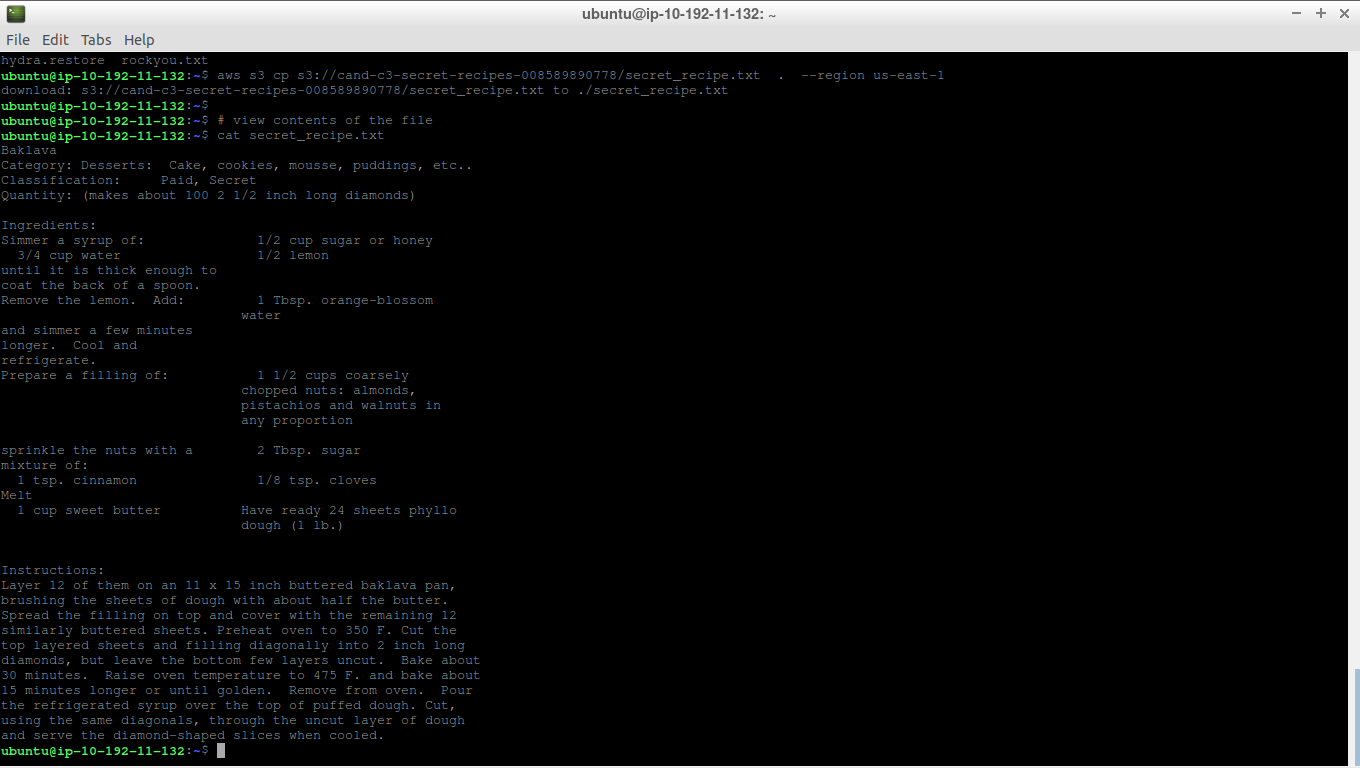 ubuntu@ip-10-192-11-132: ~
File Edit Tabs Help
hydra.restore  rockyou.txt
ubuntu@ip-10-192-11-132:~$ aws s3 cp s3://cand-c3-secret-recipes-008589890778/secret_recipe.txt  .  --region us-east-1
download: s3://cand-c3-secret-recipes-008589890778/secret_recipe.txt to ./secret_recipe.txt
ubuntu@ip-10-192-11-132:~$
ubuntu@ip-10-192-11-132:~$ # view contents of the file
ubuntu@ip-10-192-11-132:~$ cat secret_recipe.txt
Baklava
Category: Desserts:  Cake, cookies, mousse, puddings, etc..
Classification:     Paid, Secret
Quantity: (makes about 100 2 1/2 inch long diamonds)
Ingredients:
Simmer a syrup of:              1/2 cup sugar or honey
  3/4 cup water                 1/2 lemon
until it is thick enough to
coat the back of a spoon.
Remove the lemon.  Add:         1 Tbsp. orange-blossom
                              water
and simmer a few minutes
longer.  Cool and
refrigerate.
Prepare a filling of:           1 1/2 cups coarsely
                              chopped nuts: almonds,
                              pistachios and walnuts in
                              any proportion
sprinkle the nuts with a        2 Tbsp. sugar
mixture of:
  1 tsp. cinnamon               1/8 tsp. cloves
Melt
  1 cup sweet butter          Have ready 24 sheets phyllo
                              dough (1 lb.)
Instructions:
Layer 12 of them on an 11 x 15 inch buttered baklava pan,
brushing the sheets of dough with about half the butter.
Spread the filling on top and cover with the remaining 12
similarly buttered sheets. Preheat oven to 350 F. Cut the
top layered sheets and filling diagonally into 2 inch long
diamonds, but leave the bottom few layers uncut.  Bake about
30 minutes.  Raise oven temperature to 475 F. and bake about
15 minutes longer or until golden.  Remove from oven.  Pour
the refrigerated syrup over the top of puffed dough. Cut,
using the same diagonals, through the uncut layer of dough
and serve the diamond-shaped slices when cooled.
ubuntu@ip-10-192-11-132:~$